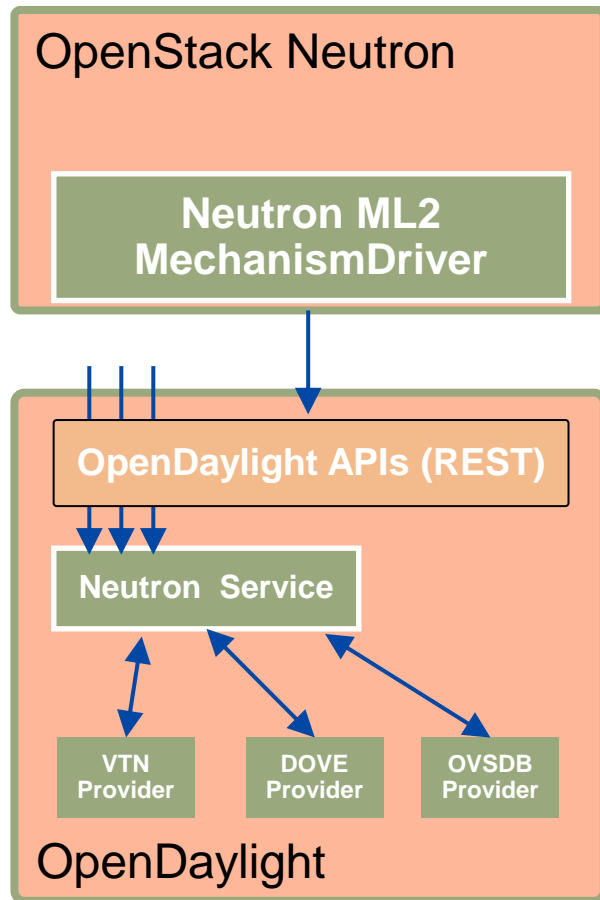 OpenStack Neutron
Neutron ML2
MechanismDriver
OpenDaylight APIs (REST)
Neutron Service
VTN
Provider
DOVE
Provider
OVSDB
Provider
OpenDaylight